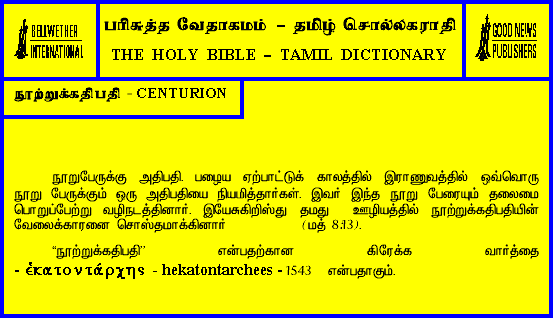 BELLWETHER
INTERNATIONAL
பரிசுத்த வேதாகமம் – தமிழ் சொல்லகராதி
THE HOLY BIBLE – TAMIL DICTIONARY
GOOD NEWS
PUBLISHERS
நூற்றுக்கதிபதி - CENTURION
நூறுபேருக்கு அதிபதி. பழைய ஏற்பாட்டுக் காலத்தில் இராணுவத்தில் ஒவ்வொரு
நூறு பேருக்கும் ஒரு அதிபதியை நியமித்தார்கள். இவர் இந்த நூறு பேரையும் தலைமை
பொறுப்பேற்று வழிநடத்தினார். இயேசுகிறிஸ்து தமது ஊழியத்தில் நூற்றுக்கதிபதியின்
வேலைக்காரனை சொஸ்தமாக்கினார் (மத் 8:13).
“நூற்றுக்கதிபதி” என்பதற்கான கிரேக்க வார்த்தை
- ἑκατοντάρχης - hekatontarchees - 1543 என்பதாகும்.